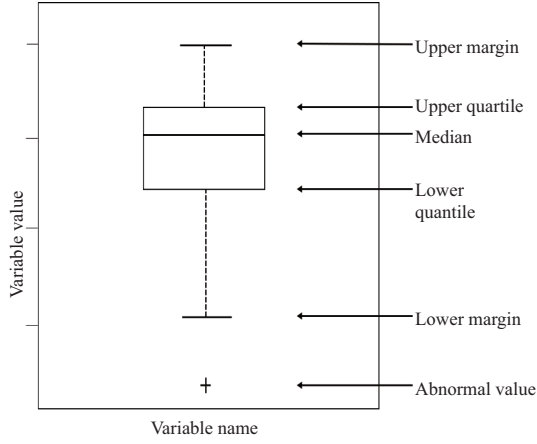 Upper margin
Upper quartile
Median
Lower
quantile
Lower margin
Abnormal value
Variable value
Variable name